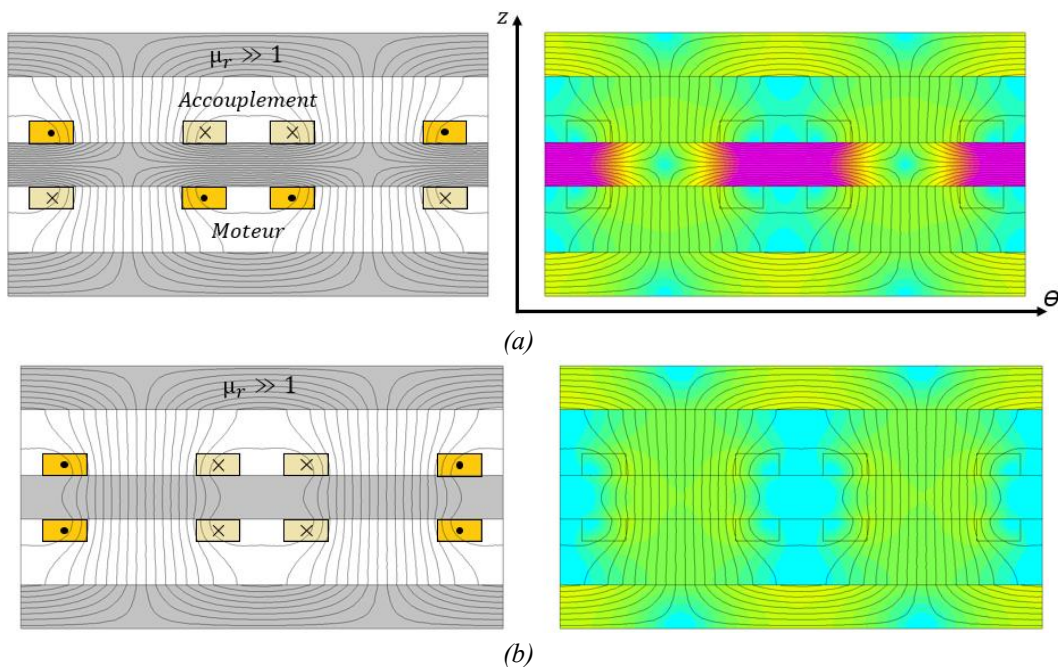 z
μᵣ ≫ 1
Accouplement
× ×
×
×
Moteur
Ө
(a)
μᵣ ≫ 1
× ×
× ×
(b)